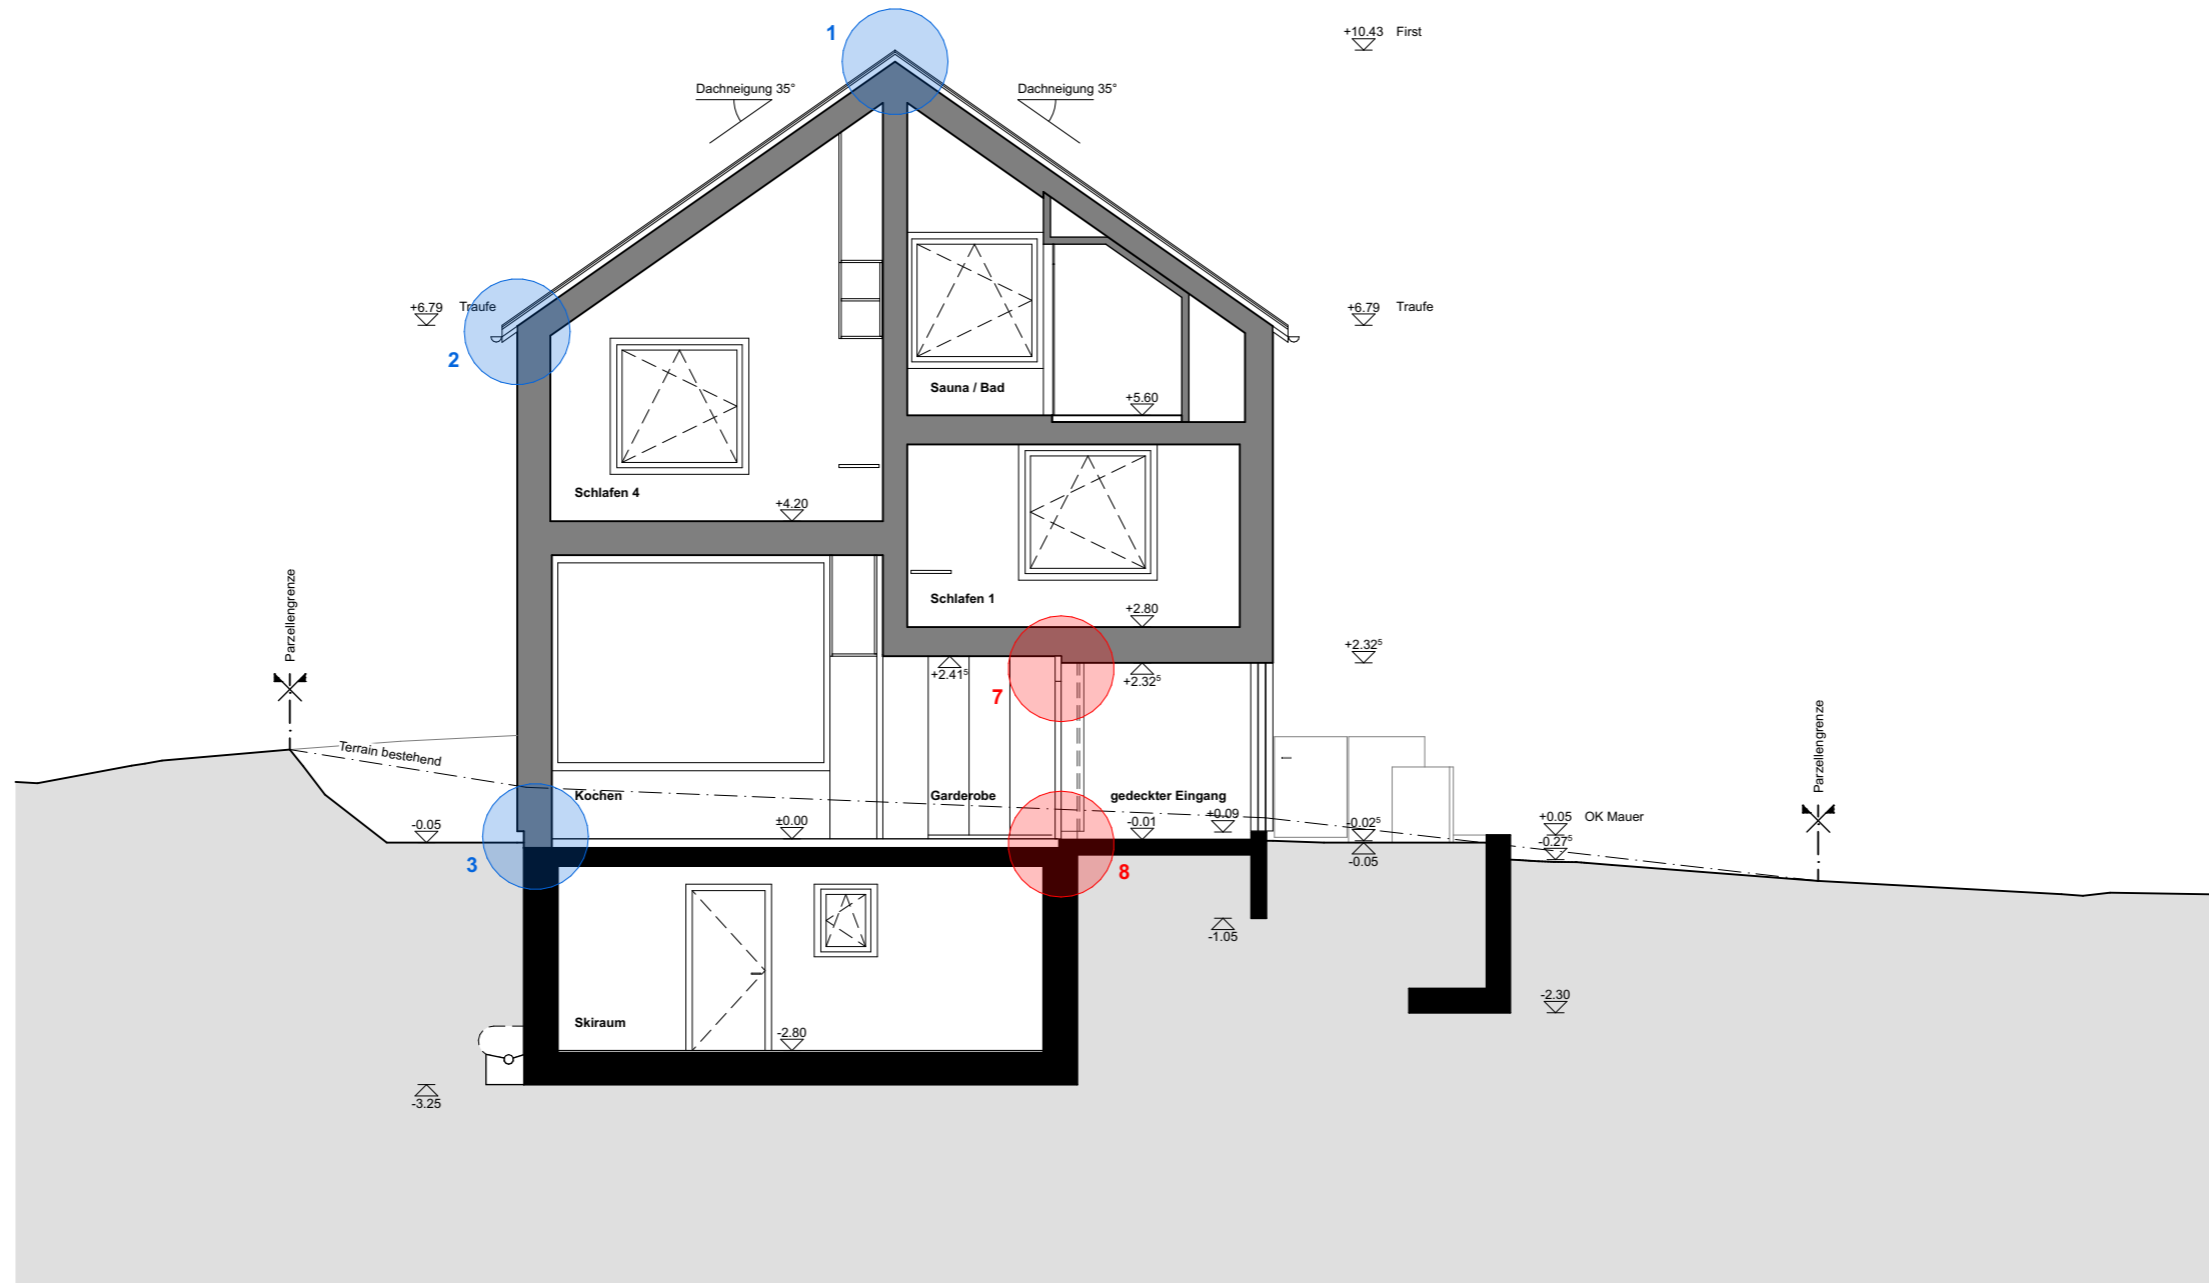 1
+10.43 First
Dachneigung 35°
Dachneigung 35°
+6.79 Traufe
+6.79 Traufe
2
Sauna / Bad
+5.60
Schlafen 4
+4.20
Schlafen 1
+2.80
Parzellengrenze
+2.32⁵
+2.41⁵
+2.32⁵
7
Parzellengrenze
Terrain bestehend
Kochen
Garderobe
gedeckter Eingang
-0.05
±0.00
-0.01
±0.09
-0.02⁵
-0.05
+0.05 OK Mauer
-0.27⁵
3
8
-1.05
-2.30
Skiraum
-2.80
-3.25